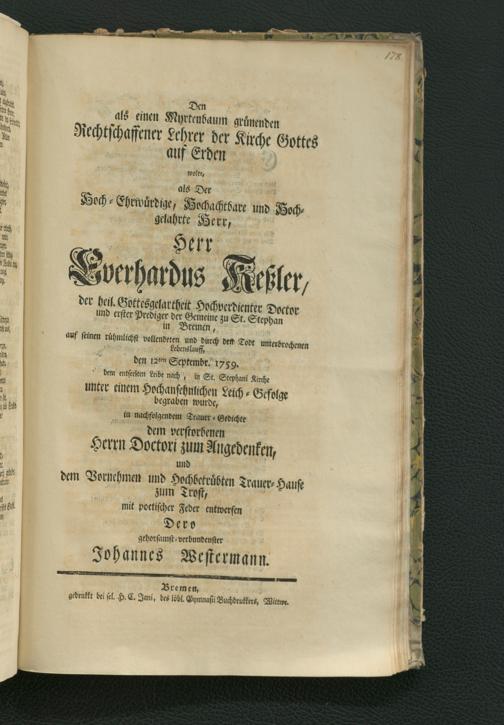 178.
Den
als einen Myrtenbaum grünenden
Rechtschaffener Lehrer der Kirche Gottes
auf Erden
wolte,
als Der
Hoch-Ehrwürdige, Hochachtbare und Hoch-
gelahrte Herr,
Herr
Everhardus Keßler,
der heil. Gottesgelartheit Hochverdienter Doctor
und erster Prediger der Gemeine zu St. Stephan
in Bremen,
auf seinen rühmlichst vollendeten und durch den Todt unterbrochenen
Lebenslauff,
den 12ten Septembr. 1759.
dem entseelten Leibe nach, in St. Stephani Kirche
unter einem Hochansehnlichen Leich-Gefolge
begraben wurde,
in nachfolgendem Trauer-Gedichte
dem verstorbenen
Herrn Doctori zum Angedenken,
und
dem Vornehmen und Hochbetrübten Trauer-Hause
zum Trost,
mit poetischer Feder entwerfen
Dero
gehorsamst-verbundenster
Johannes Westermann.
Bremen,
gedrukt bei sel. H. C. Jani, des löbl. Gymnasii Buchdrukkers, Wittwe.